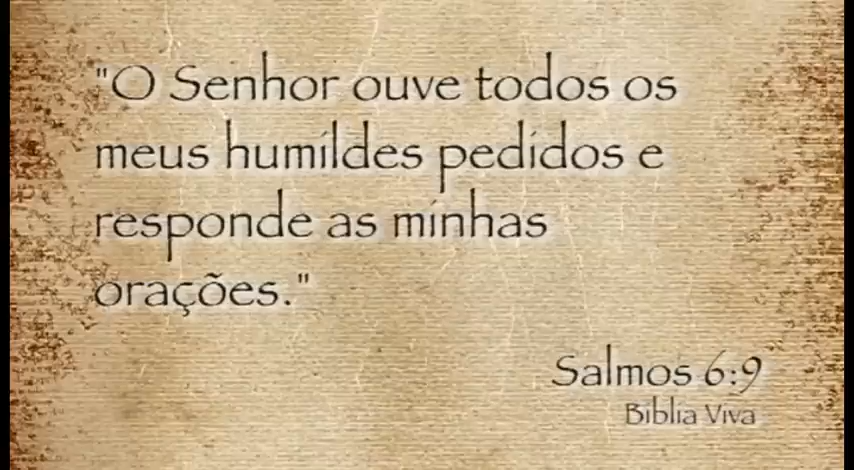 "O Senhor ouve todos os
meus humildes pedidos e
responde as minhas
orações."
Salmos 6:9
Biblia Viva